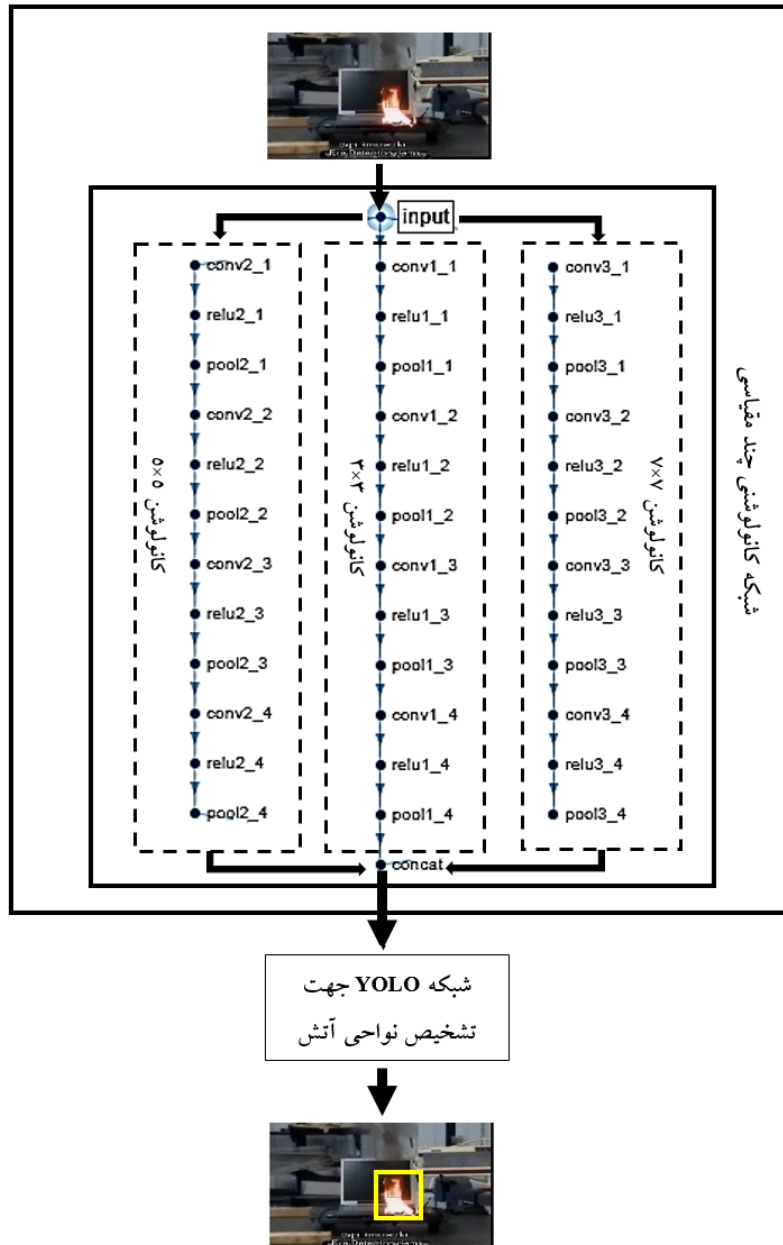 input
conv2_1
relu2_1
pool2_1
conv2_2
relu2_2
pool2_2
conv2_3
relu2_3
pool2_3
conv2_4
relu2_4
pool2_4
کانولوشن ۵×۵
conv1_1
relu1_1
pool1_1
conv1_2
relu1_2
pool1_2
conv1_3
relu1_3
pool1_3
conv1_4
relu1_4
pool1_4
کانولوشن ۳×۳
conv3_1
relu3_1
pool3_1
conv3_2
relu3_2
pool3_2
conv3_3
relu3_3
pool3_3
conv3_4
relu3_4
pool3_4
کانولوشن ۷×۷
شبکه کانولوشنی چند مقیاسی
concat
شبکه YOLO جهت
تشخیص نواحی آتش